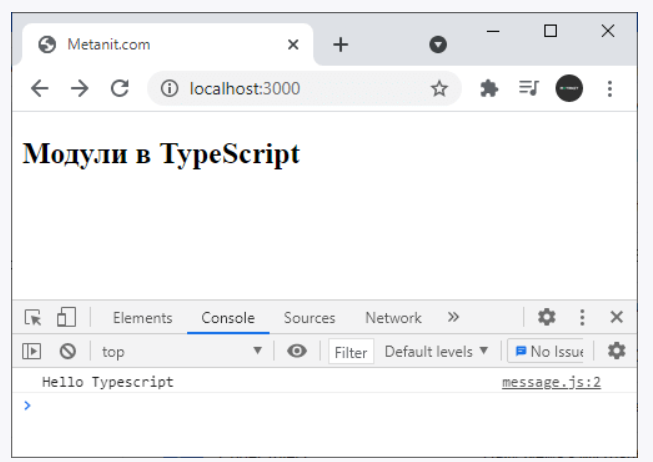 Metanit.com
localhost:3000
Модули в TypeScript
Elements Console Sources Network
top Filter Default levels No Issue
Hello Typescript message.js:2